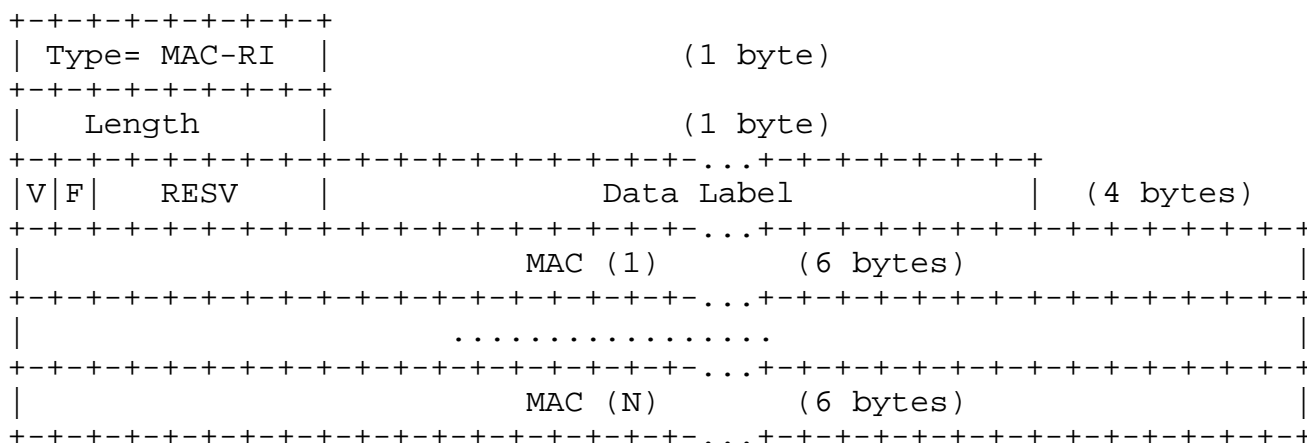 +-+-+-+-+-+-+-+-+
| Type= MAC-RI  |                  (1 byte)
+-+-+-+-+-+-+-+-+
|   Length      |                  (1 byte)
+-+-+-+-+-+-+-+-+-+-+-+-+-+-+-+-+-+-...+-+-+-+-+-+-+-+
|V|F|   RESV    |              Data Label            |  (4 bytes)
+-+-+-+-+-+-+-+-+-+-+-+-+-+-+-+-+-+-...+-+-+-+-+-+-+-+-+-+-+-+-+-+-+
|                          MAC (1)       (6 bytes)                 |
+-+-+-+-+-+-+-+-+-+-+-+-+-+-+-+-+-+-...+-+-+-+-+-+-+-+-+-+-+-+-+-+-+
|                      .................                           |
+-+-+-+-+-+-+-+-+-+-+-+-+-+-+-+-+-+-...+-+-+-+-+-+-+-+-+-+-+-+-+-+-+
|                          MAC (N)       (6 bytes)                 |
+-+-+-+-+-+-+-+-+-+-+-+-+-+-+-+-+-+-...+-+-+-+-+-+-+-+-+-+-+-+-+-+-+